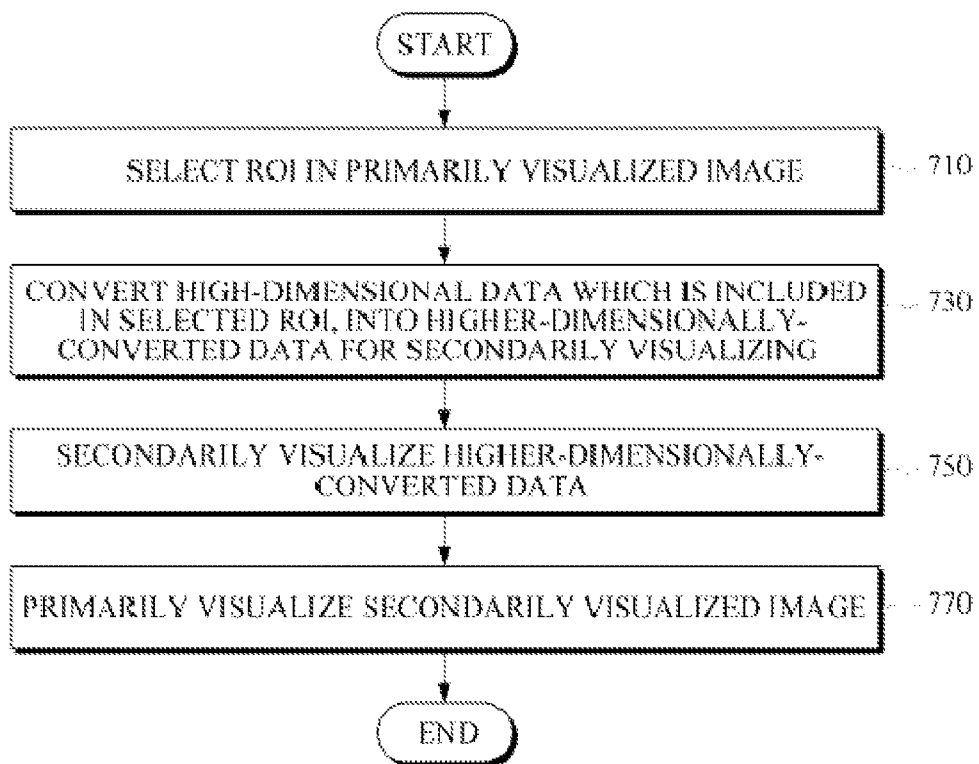 START
SELECT ROI IN PRIMARILY VISUALIZED IMAGE
710
CONVERT HIGH-DIMENSIONAL DATA WHICH IS INCLUDED
IN SELECTED ROI, INTO HIGHER-DIMENSIONALLY-
CONVERTED DATA FOR SECONDARILY VISUALIZING
730
SECONDARILY VISUALIZE HIGHER-DIMENSIONALLY-
CONVERTED DATA
750
PRIMARILY VISUALIZE SECONDARILY VISUALIZED IMAGE
770
END